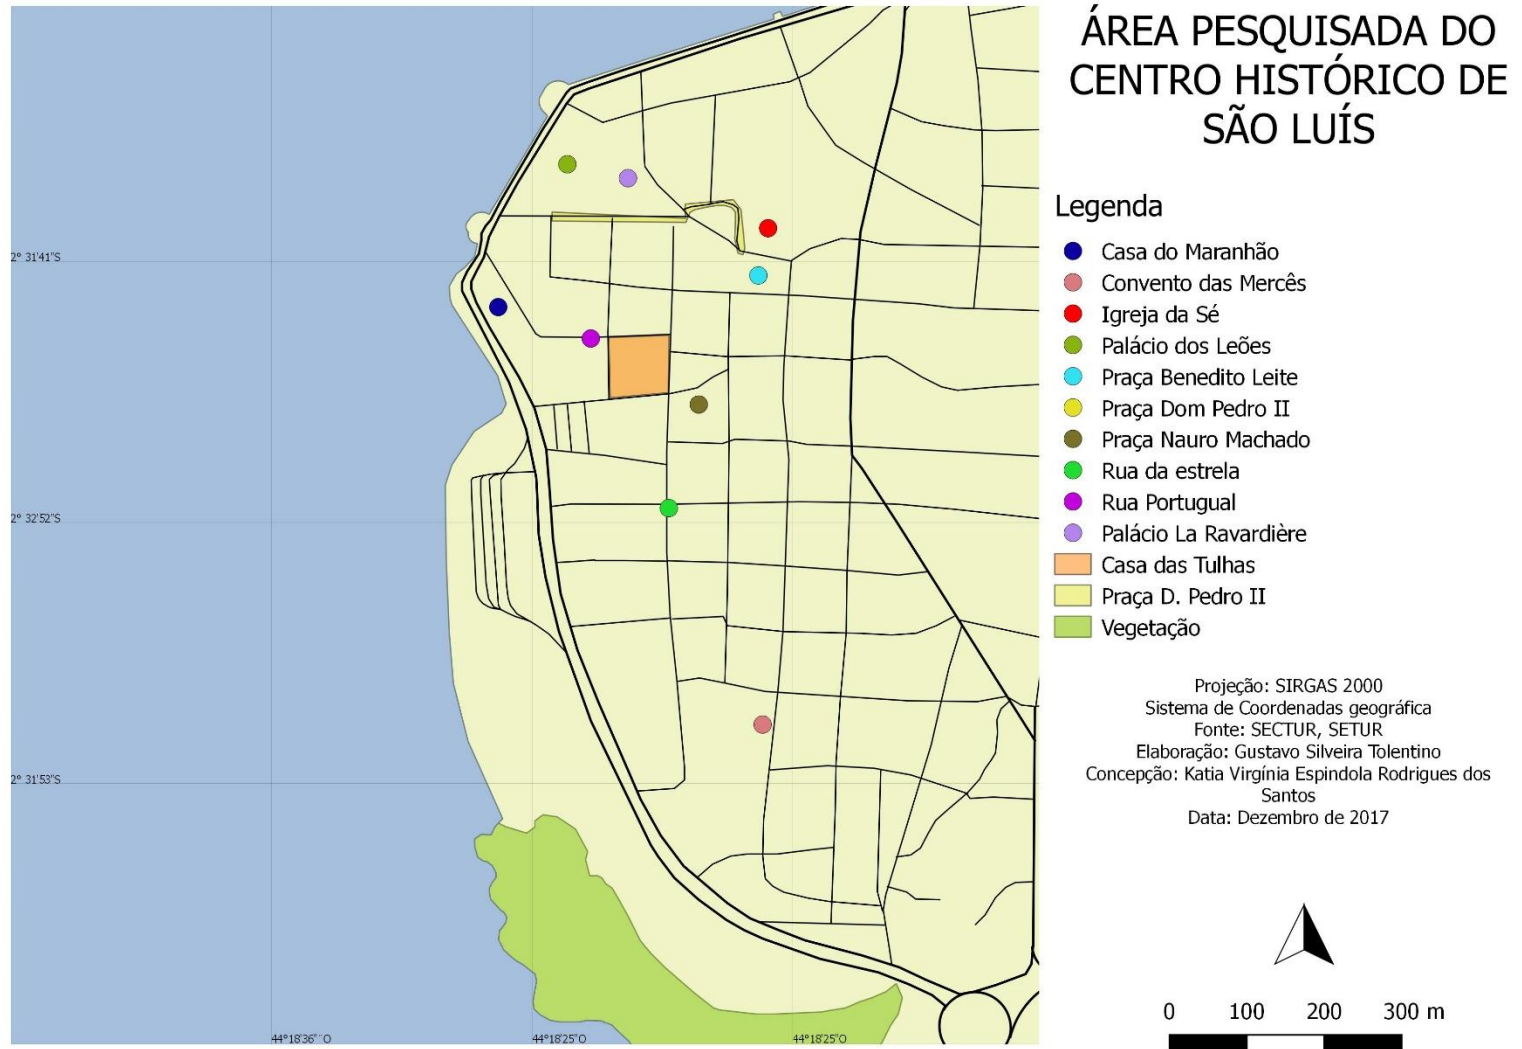 ÁREA PESQUISADA DO
CENTRO HISTÓRICO DE
SÃO LUÍS
Legenda
Casa do Maranhão
Convento das Mercês
Igreja da Sé
Palácio dos Leões
Praça Benedito Leite
Praça Dom Pedro II
Praça Nauro Machado
Rua da estrela
Rua Portugual
Palácio La Ravardière
Casa das Tulhas
Praça D. Pedro II
Vegetação
Projeção: SIRGAS 2000
Sistema de Coordenadas geográfica
Fonte: SECTUR, SETUR
Elaboração: Gustavo Silveira Tolentino
Concepção: Katia Virgínia Espindola Rodrigues dos
Santos
Data: Dezembro de 2017
0 100 200 300 m
2° 31'41''S
2° 32'52''S
2° 31'53''S
44°18'36''O
44°18'25''O
44°18'25''O